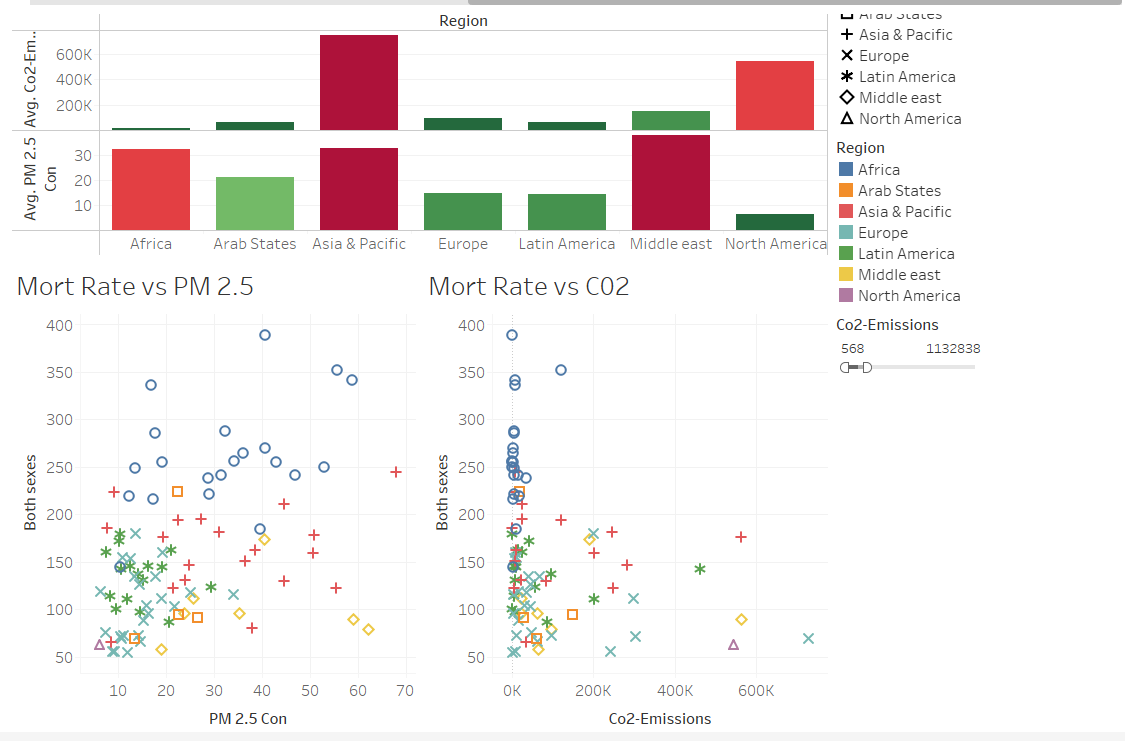 Region
Avg. Co2-Em..
600K
400K
200K
Avg. PM 2.5
Con
30
20
10
Africa
Arab States
Asia & Pacific
Europe
Latin America
Middle east
North America
Arab States
Asia & Pacific
Europe
Latin America
Middle east
North America
Region
Africa
Arab States
Asia & Pacific
Europe
Latin America
Middle east
North America
Co2-Emissions
568
1132838
Mort Rate vs PM 2.5
Both sexes
400
350
300
250
200
150
100
50
10
20
30
40
50
60
70
PM 2.5 Con
Mort Rate vs C02
Both sexes
400
350
300
250
200
150
100
50
0K
200K
400K
600K
Co2-Emissions